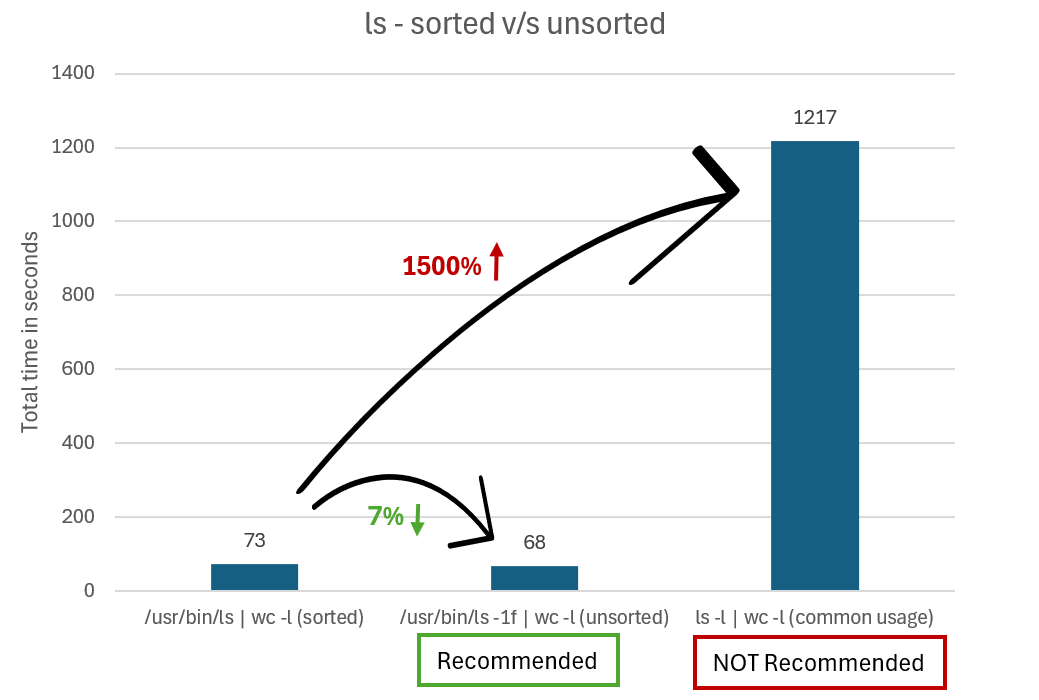 ls - sorted v/s unsorted
Total time in seconds
1400
1200
1000
800
600
400
200
0
1217
1500%
7%
73
68
/usr/bin/ls | wc -l (sorted)
/usr/bin/ls -1f | wc -l (unsorted)
ls -l | wc -l (common usage)
Recommended
NOT Recommended